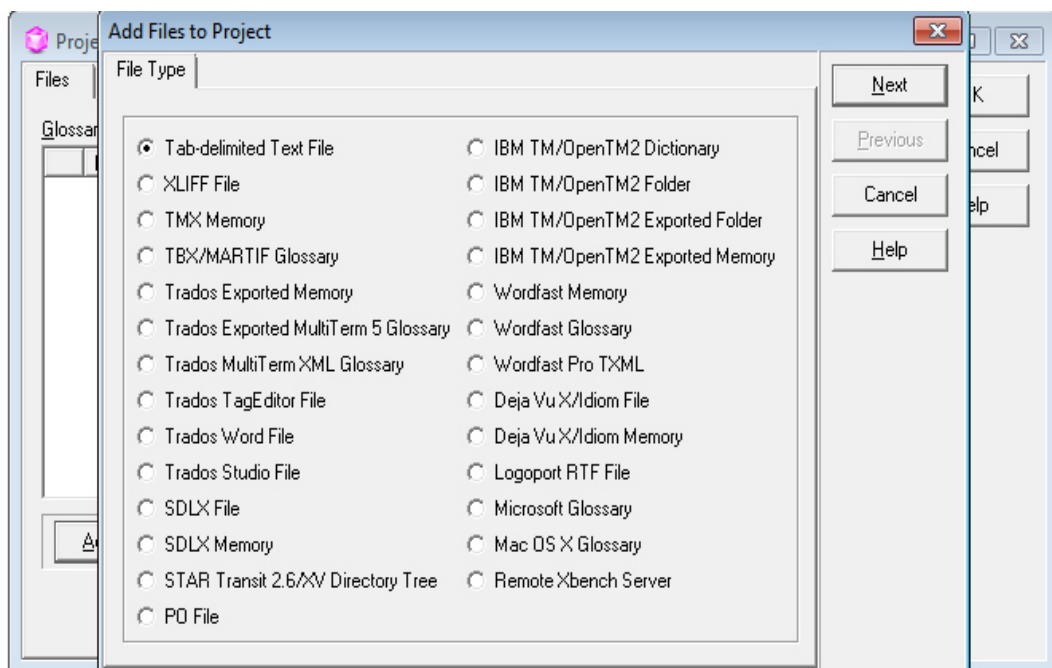 Add Files to Project
Proje
File Type
Files
Glossar
Tab-delimited Text File
XLIFF File
TMX Memory
TBX/MARTIF Glossary
Trados Exported Memory
Trados Exported MultiTerm 5 Glossary
Trados MultiTerm XML Glossary
Trados TagEditor File
Trados Word File
Trados Studio File
SDLX File
SDLX Memory
STAR Transit 2.6/XV Directory Tree
PO File
IBM TM/OpenTM2 Dictionary
IBM TM/OpenTM2 Folder
IBM TM/OpenTM2 Exported Folder
IBM TM/OpenTM2 Exported Memory
Wordfast Memory
Wordfast Glossary
Wordfast Pro TXML
Deja Vu X/Idiom File
Deja Vu X/Idiom Memory
Logoport RTF File
Microsoft Glossary
Mac OS X Glossary
Remote Xbench Server
Next
Previous
Cancel
Help
K
ncel
elp